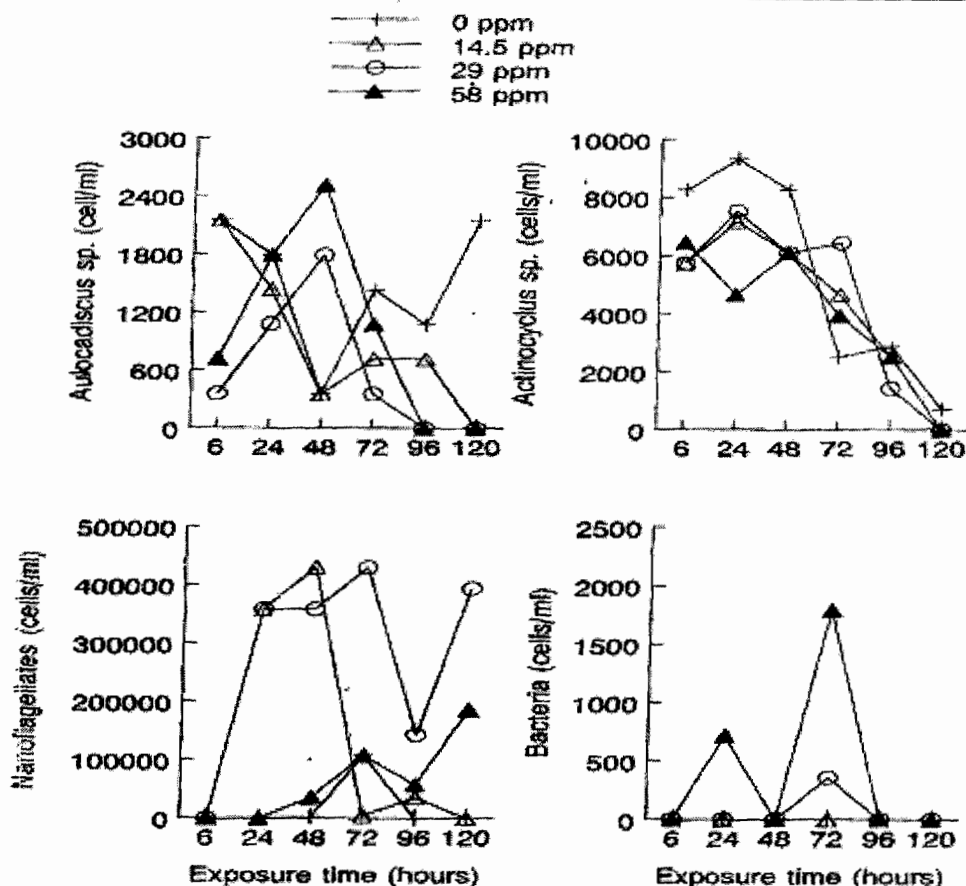 0 ppm
14.5 ppm
29 ppm
58 ppm
Aulocadiscus sp. (cell/ml)
3000
2400
1800
1200
600
0
6 24 48 72 96 120
Actinocyclus sp. (cells/ml)
10000
8000
6000
4000
2000
0
6 24 48 72 96 120
Nanoflagellates (cells/ml)
500000
400000
300000
200000
100000
0
6 24 48 72 96 120
Exposure time (hours)
Bacteria (cells/ml)
2500
2000
1500
1000
500
0
6 24 48 72 96 120
Exposure time (hours)